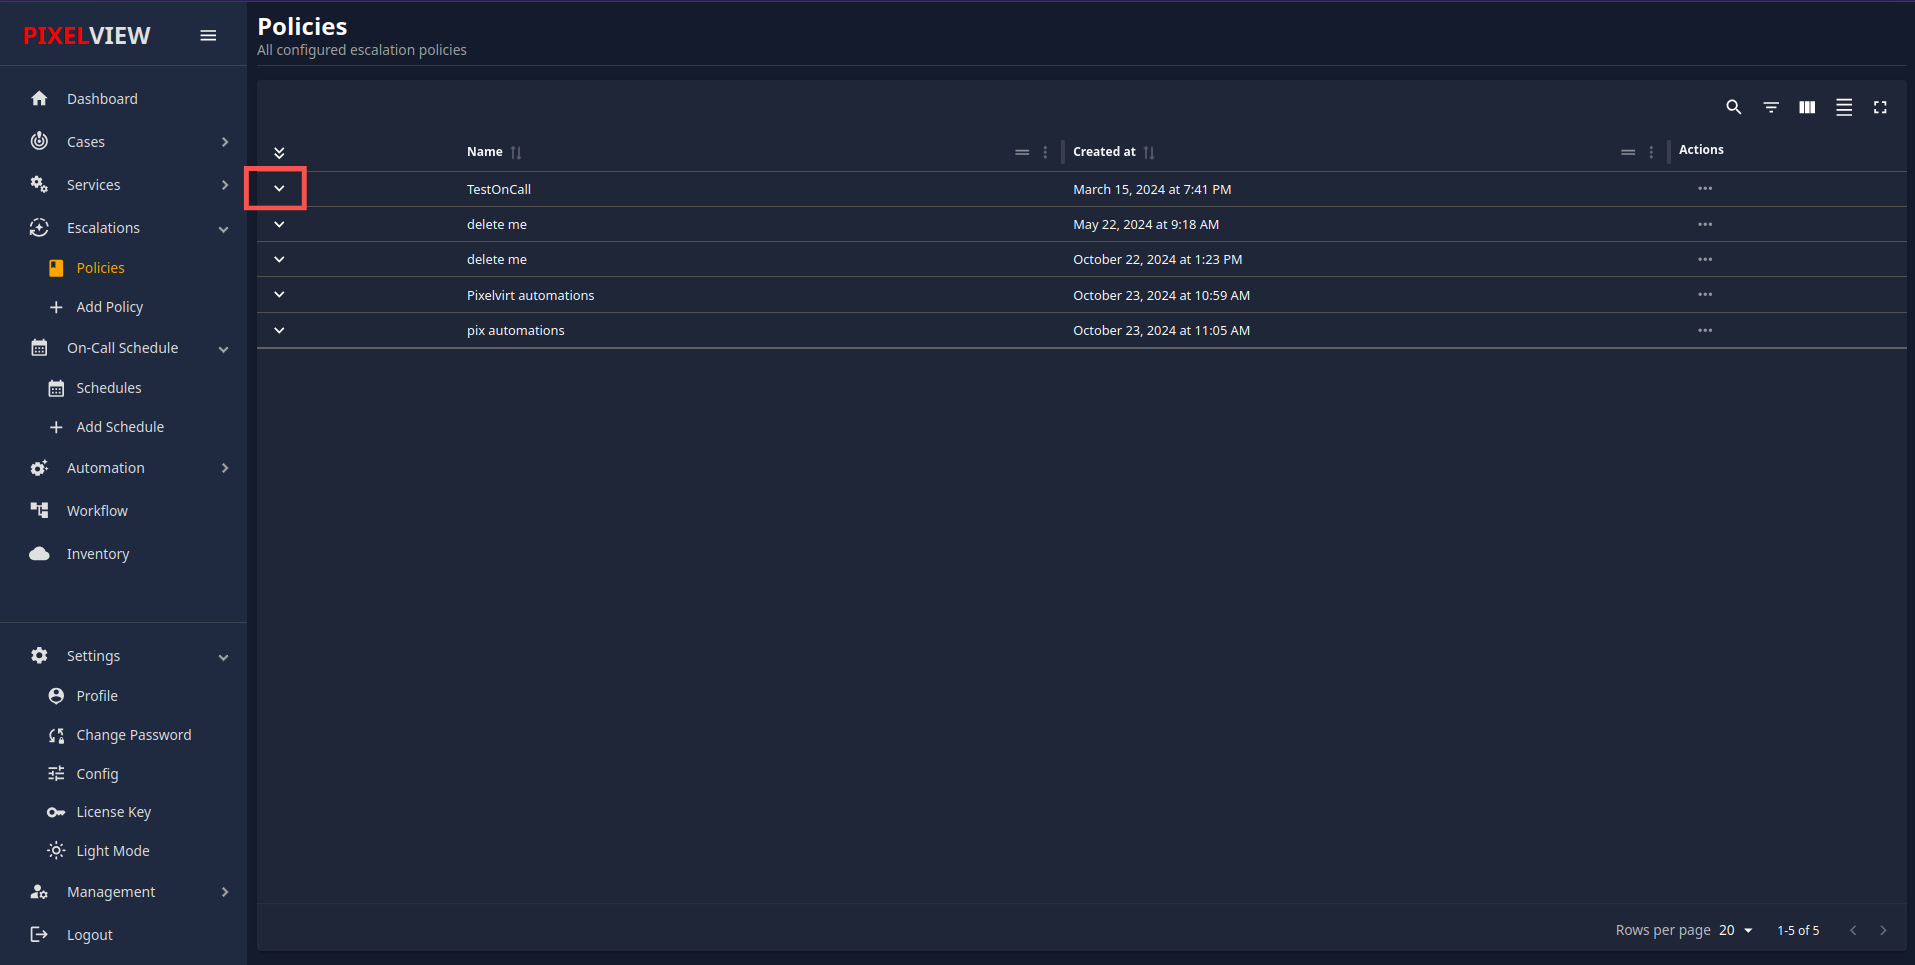 PIXELVIEW
Policies
All configured escalation policies
Dashboard
Cases
Services
Escalations
Policies
Add Policy
On-Call Schedule
Schedules
Add Schedule
Automation
Workflow
Inventory
Settings
Profile
Change Password
Config
License Key
Light Mode
Management
Logout
Name Created at Actions
TestOnCall March 15, 2024 at 7:41 PM
delete me May 22, 2024 at 9:18 AM
delete me October 22, 2024 at 1:23 PM
Pixelvirt automations October 23, 2024 at 10:59 AM
pix automations October 23, 2024 at 11:05 AM
Rows per page 20 1-5 of 5